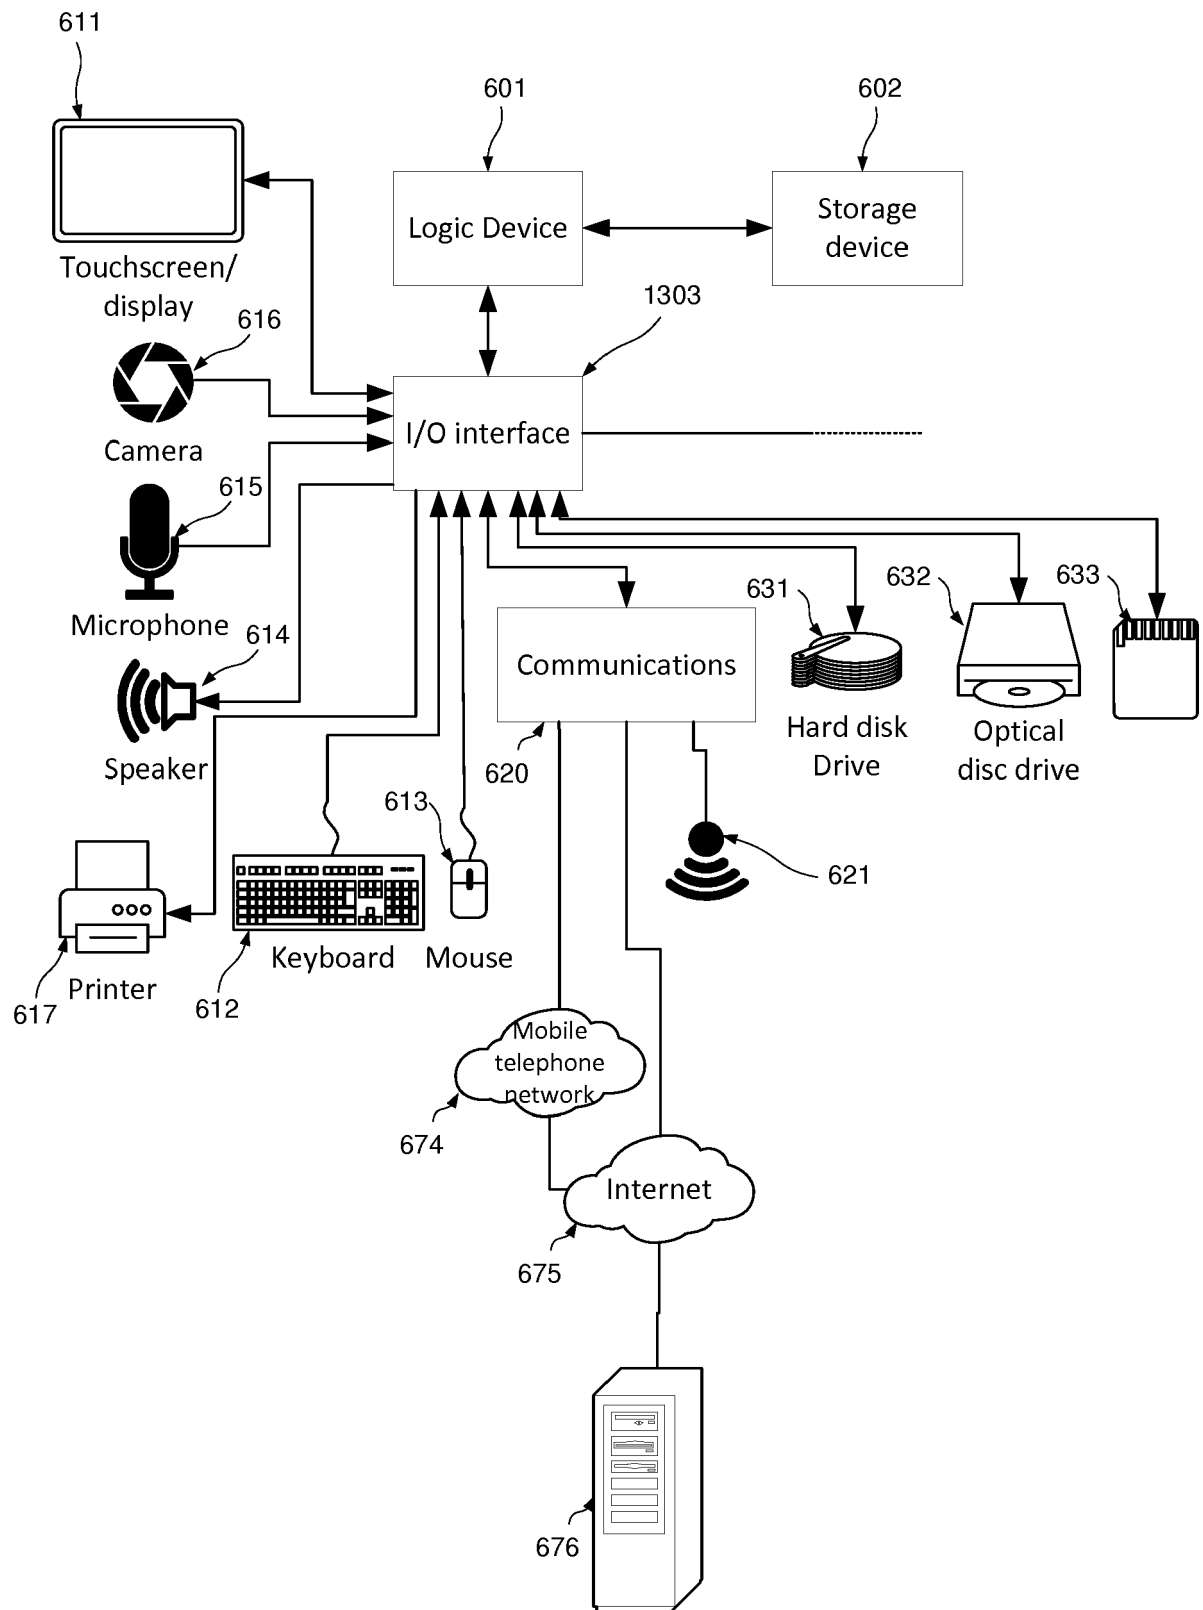 611
601
602
Logic Device
Storage
device
Touchscreen/
display
1303
616
I/O interface
Camera
615
Microphone
631
632
633
614
Communications
Speaker
620
Hard disk
Drive
Optical
disc drive
613
621
Keyboard
Mouse
Printer
617
612
Mobile
telephone
network
674
Internet
675
676